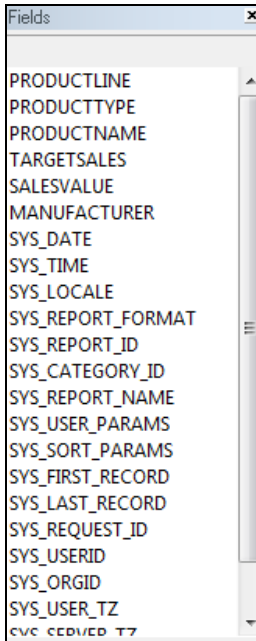 Fields
PRODUCTLINE
PRODUCTTYPE
PRODUCTNAME
TARGETSALES
SALESVALUE
MANUFACTURER
SYS_DATE
SYS_TIME
SYS_LOCALE
SYS_REPORT_FORMAT
SYS_REPORT_ID
SYS_CATEGORY_ID
SYS_REPORT_NAME
SYS_USER_PARAMS
SYS_SORT_PARAMS
SYS_FIRST_RECORD
SYS_LAST_RECORD
SYS_REQUEST_ID
SYS_USERID
SYS_ORGID
SYS_USER_TZ
SYS_SERVER_TZ